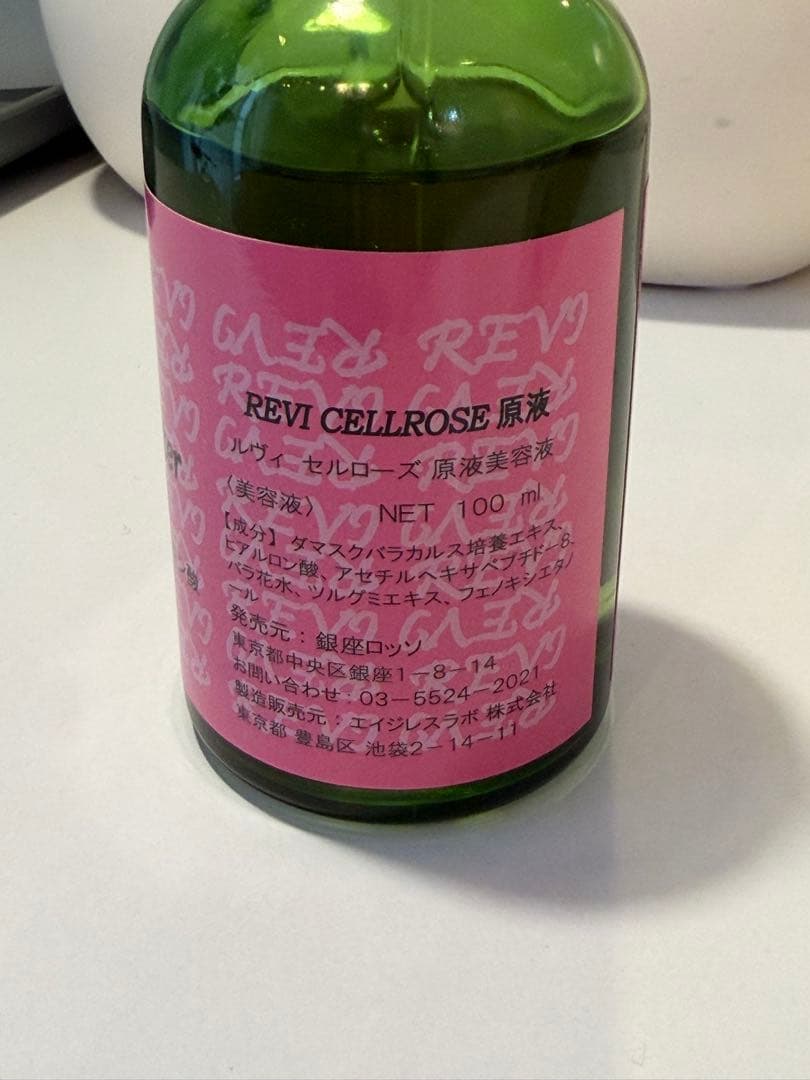 REVI REVI
REVI CELLROSE 原液
ルヴィ セルローズ 原液美容液
〈美容液〉 NET 100 ml
【成分】 ダマスクバラカルス培養エキス、
ヒアルロン酸、アセチルヘキサペプチドー8、
バラ花水、ツルグミエキス、フェノキシエタノ
ール
発売元：銀座ロッソ
東京都中央区銀座1－8－14
お問い合わせ・03－5524－2021
製造販売元：エイジレスラボ 株式会社
東京都 豊島区 池袋2－14－11